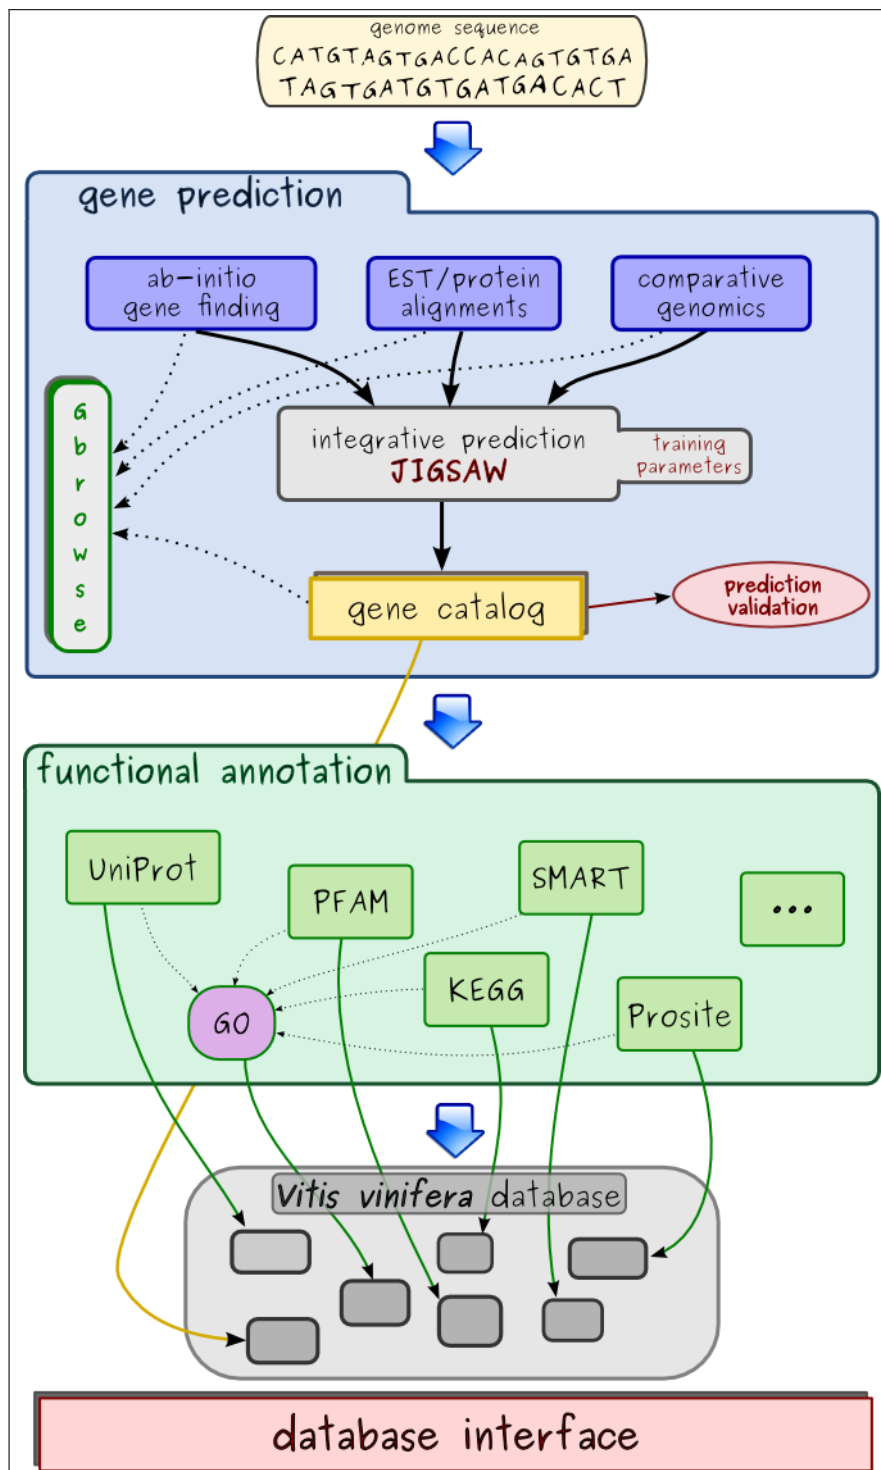 genome sequence
CATGTAGTGACCACAGTGTGA
TAGTGATGTGATGACACT
gene prediction
ab-initio
gene finding
EST/protein
alignments
comparative
genomics
Gbrowse
integrative prediction
JIGSAW
training
parameters
gene catalog
prediction
validation
functional annotation
UniProt
PFAM
SMART
...
KEGG
GO
Prosite
Vitis vinifera database
database interface